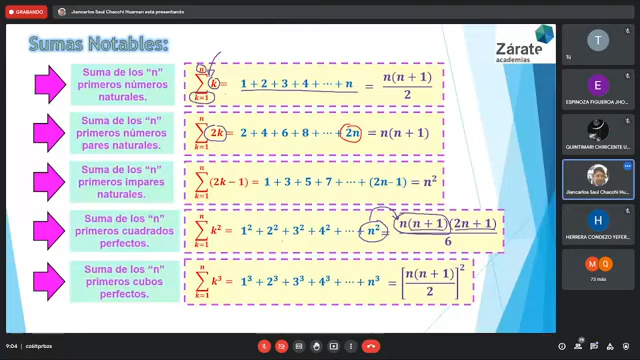 GRABANDO
Jiancarlos Saul Chacchi Huaman está presentando
Sumas Notables:
Zárate
academias
Suma de los “n”
primeros números
naturales.
n∑k=1 k = 1 + 2 + 3 + 4 + ⋯ + n = n(n + 1)/2
Suma de los “n”
primeros números
pares naturales.
n∑k=1 2k = 2 + 4 + 6 + 8 + ⋯ + 2n = n(n + 1)
Suma de los “n”
primeros impares
naturales.
n∑k=1 (2k − 1) = 1 + 3 + 5 + 7 + ⋯ + (2n − 1) = n²
Suma de los “n”
primeros cuadrados
perfectos.
n∑k=1 k² = 1² + 2² + 3² + 4² + ⋯ + n² = n(n + 1)(2n + 1)/6
Suma de los “n”
primeros cubos
perfectos.
n∑k=1 k³ = 1³ + 2³ + 3³ + 4³ + ⋯ + n³ = [n(n + 1)/2]²
T
Tú
E
ESPINOZA FIGUEROA JHO...
QUINTIMARI CHIRICENTE U...
Jiancarlos Saul Chacchi Hua...
H
HERRERA CONDEZO YEFER...
M
Q
73 más
9:04
co5itprbzs